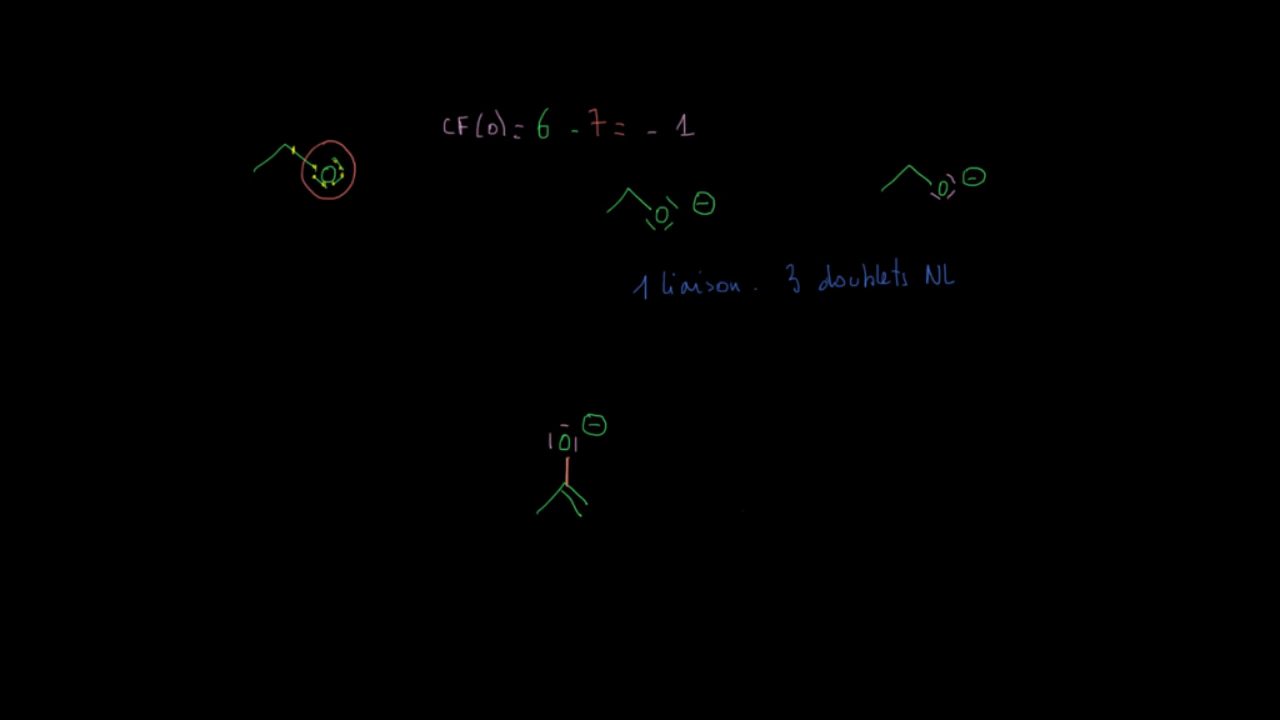 CF(O) = 6 - 7 = - 1
O
O ⊖
O ⊖
1 liaison. 3 doublets NL
O ⊖